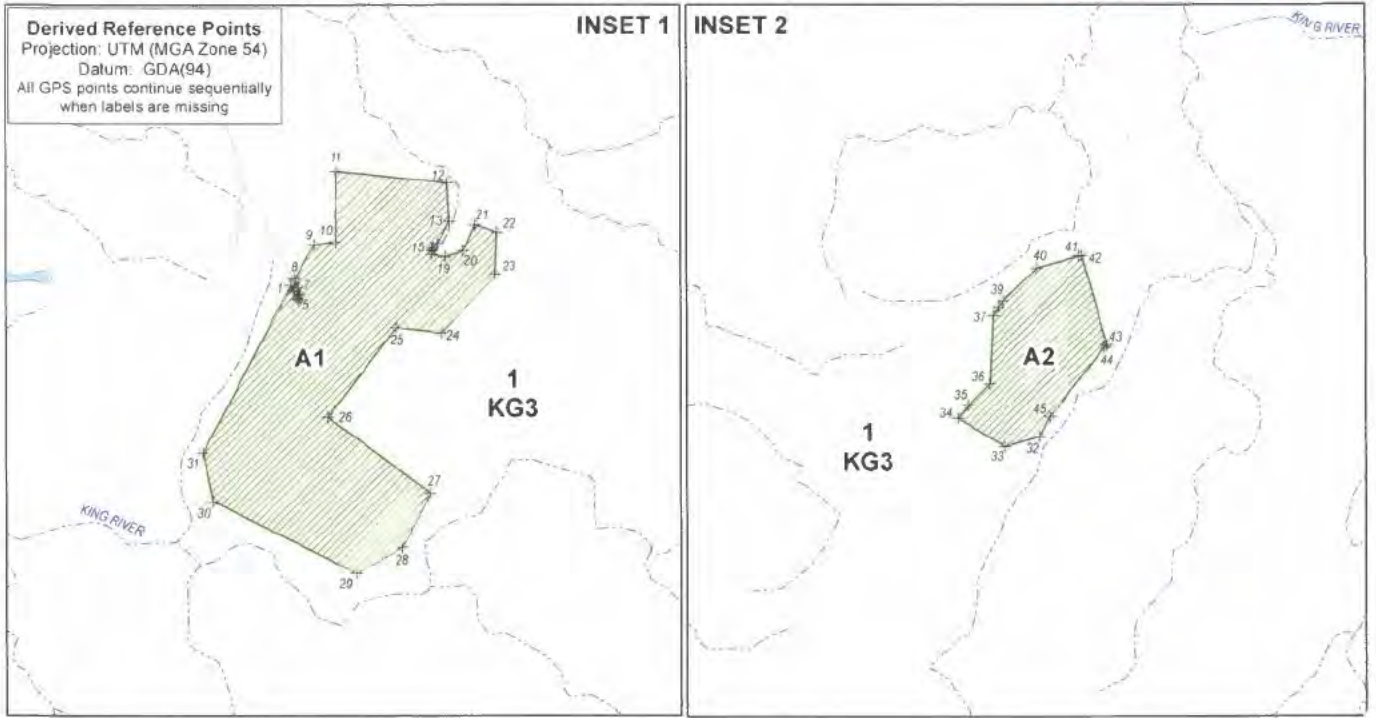 Derived Reference Points
Projection: UTM (MGA Zone 54)
Datum: GDA(94)
All GPS points continue sequentially
when labels are missing
INSET 1
11
12
13
21
22
9
10
15
19
20
8
23
5
25
24
A1
1
KG3
26
31
27
30
KING RIVER
28
29
INSET 2
KING RIVER
41
40
42
39
37
43
A2
44
36
35
34
45
1
KG3
33
32